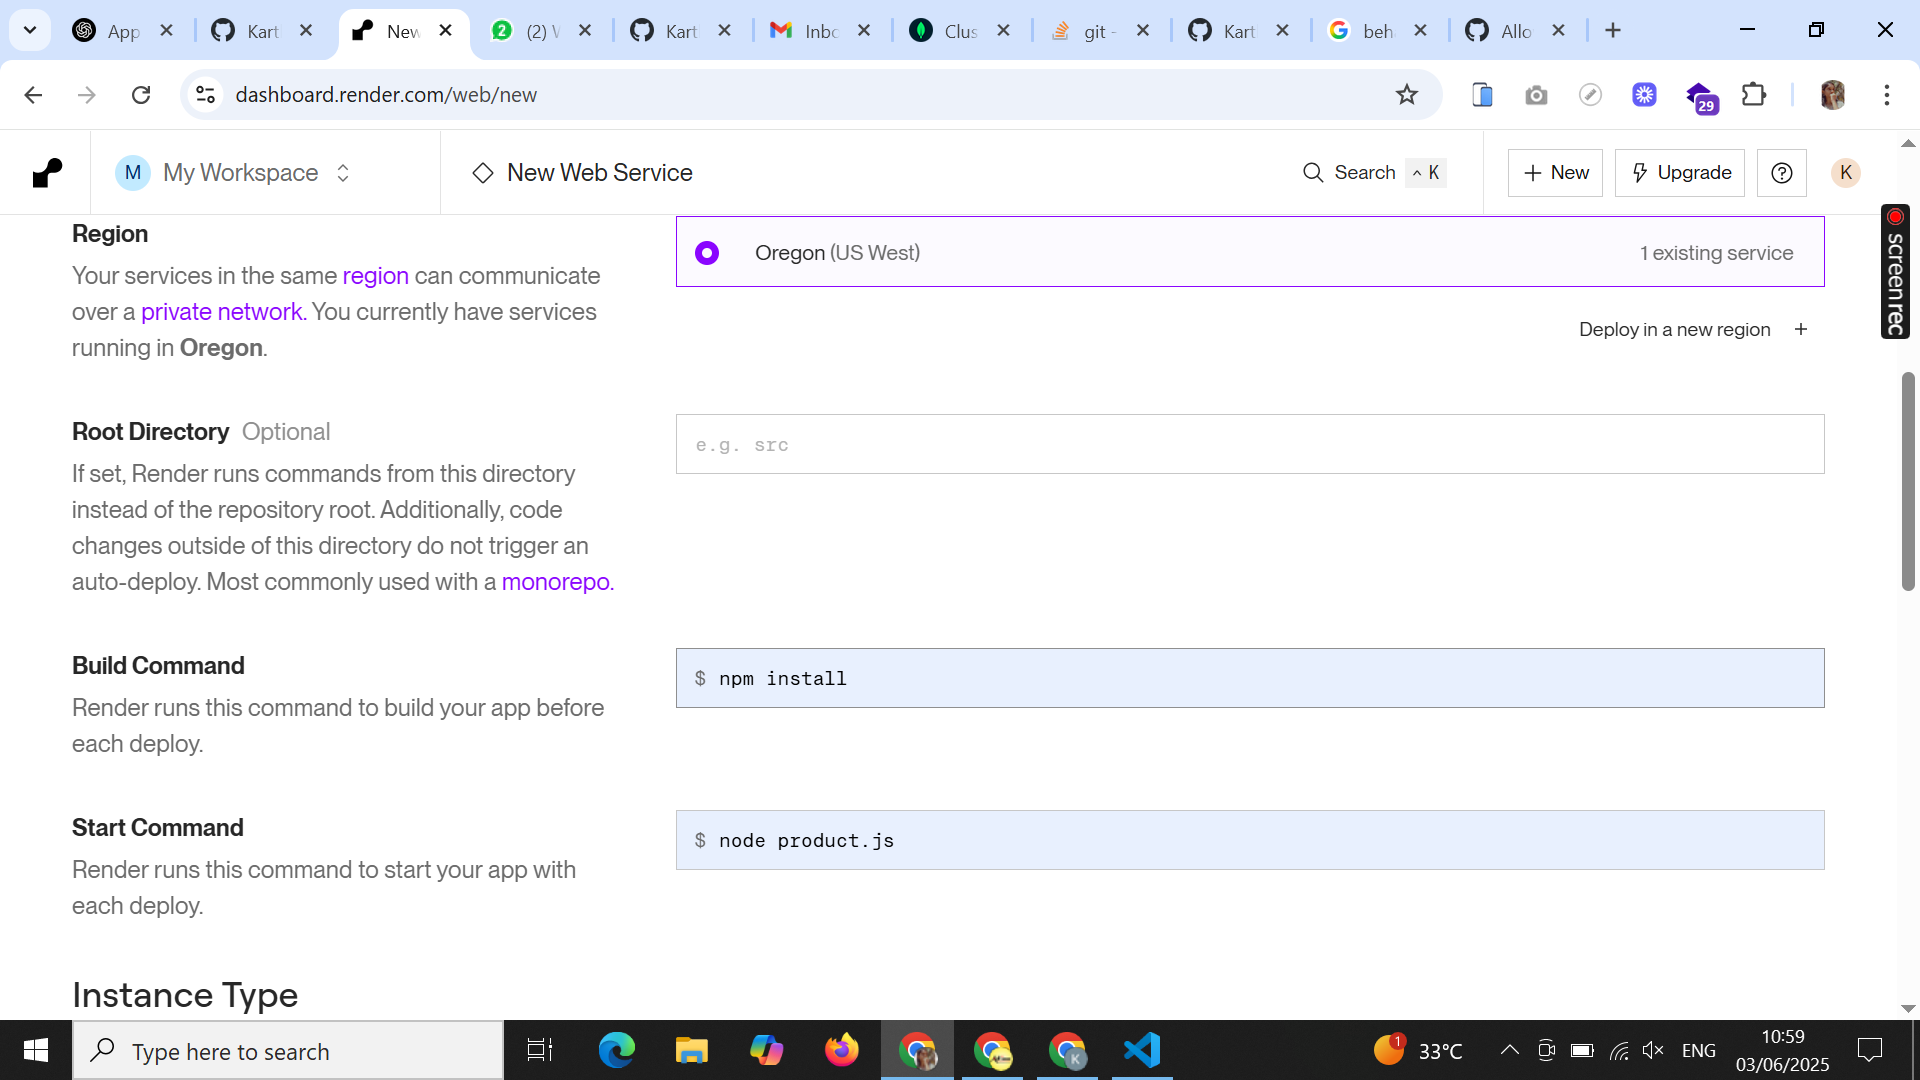 App
Kart
New
(2) W
Kart
Inbo
Clus
git -
Kart
beh
Allo
dashboard.render.com/web/new
29
M My Workspace
New Web Service
Search ^ K
+ New
Upgrade
K
Region
Your services in the same region can communicate
over a private network. You currently have services
running in Oregon.
Oregon (US West)
1 existing service
Deploy in a new region +
screenrec
Root Directory Optional
If set, Render runs commands from this directory
instead of the repository root. Additionally, code
changes outside of this directory do not trigger an
auto-deploy. Most commonly used with a monorepo.
e.g. src
Build Command
Render runs this command to build your app before
each deploy.
$ npm install
Start Command
Render runs this command to start your app with
each deploy.
$ node product.js
Instance Type
Type here to search
K
1
33°C
ENG
10:59
03/06/2025